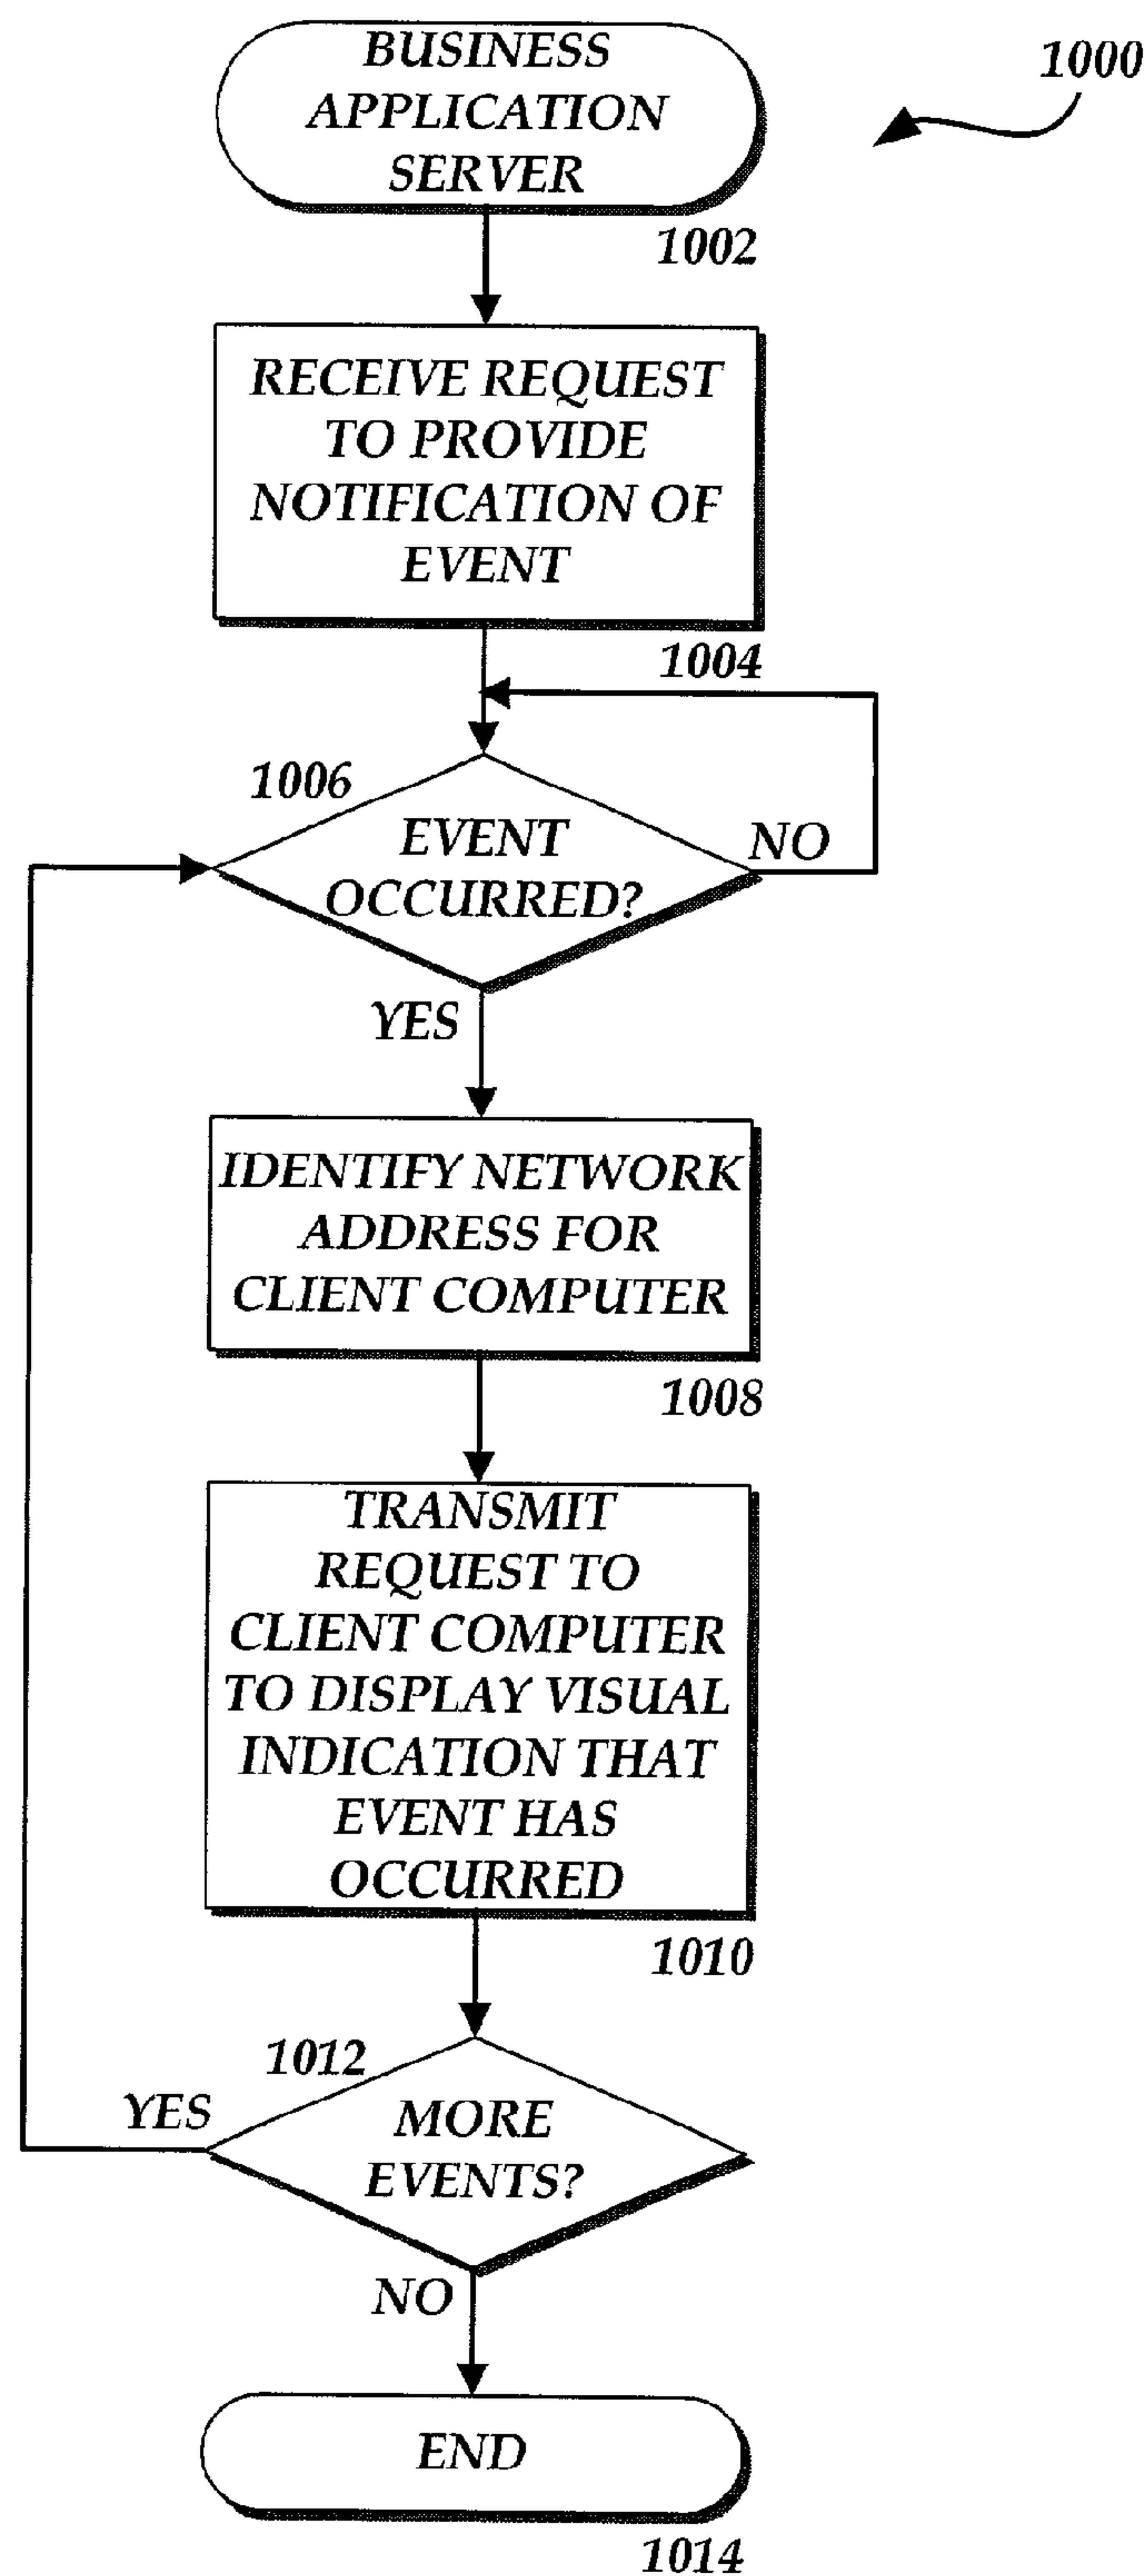 BUSINESS
APPLICATION
SERVER
1000
1002
RECEIVE REQUEST
TO PROVIDE
NOTIFICATION OF
EVENT
1004
1006
EVENT
OCCURRED?
NO
YES
IDENTIFY NETWORK
ADDRESS FOR
CLIENT COMPUTER
1008
TRANSMIT
REQUEST TO
CLIENT COMPUTER
TO DISPLAY VISUAL
INDICATION THAT
EVENT HAS
OCCURRED
1010
1012
YES
MORE
EVENTS?
NO
END
1014